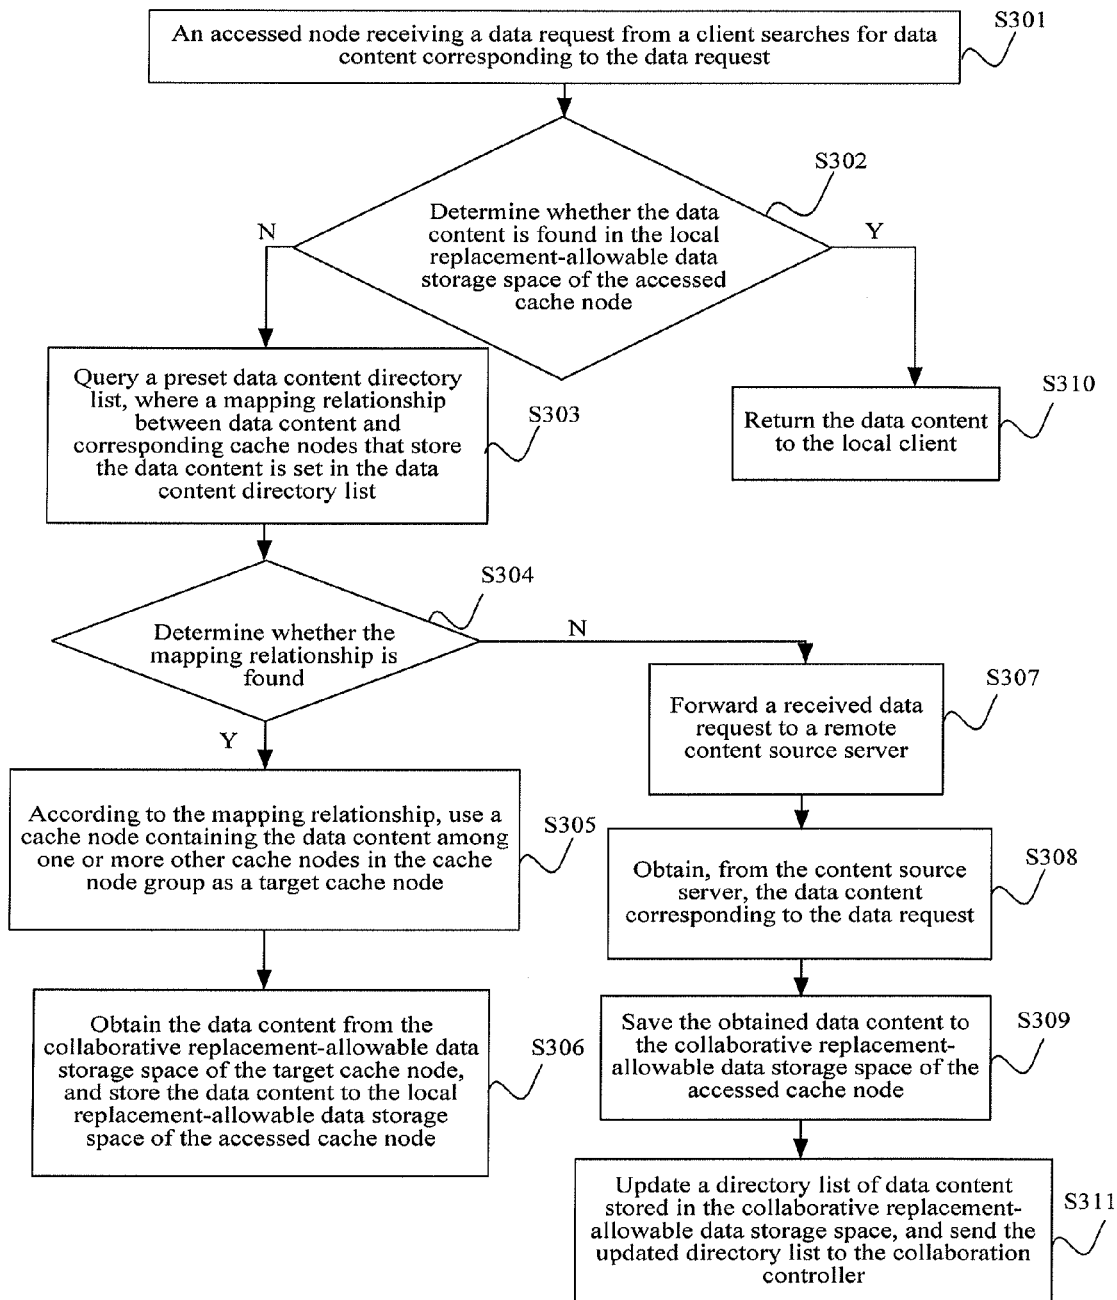 An accessed node receiving a data request from a client searches for data
content corresponding to the data request
S301
S302
Determine whether the data
content is found in the local
replacement-allowable data
storage space of the accessed
cache node
N
Y
Query a preset data content directory
list, where a mapping relationship
between data content and
corresponding cache nodes that store
the data content is set in the data
content directory list
S303
Return the data content
to the local client
S310
S304
Determine whether the
mapping relationship is
found
N
Y
Forward a received data
request to a remote
content source server
S307
According to the mapping relationship, use a
cache node containing the data content among
one or more other cache nodes in the cache
node group as a target cache node
S305
Obtain, from the content source
server, the data content
corresponding to the data request
S308
Obtain the data content from the
collaborative replacement-allowable data
storage space of the target cache node,
and store the data content to the local
replacement-allowable data storage
space of the accessed cache node
S306
Save the obtained data content to
the collaborative replacement-
allowable data storage space of the
accessed cache node
S309
Update a directory list of data content
stored in the collaborative replacement-
allowable data storage space, and send the
updated directory list to the collaboration
controller
S311